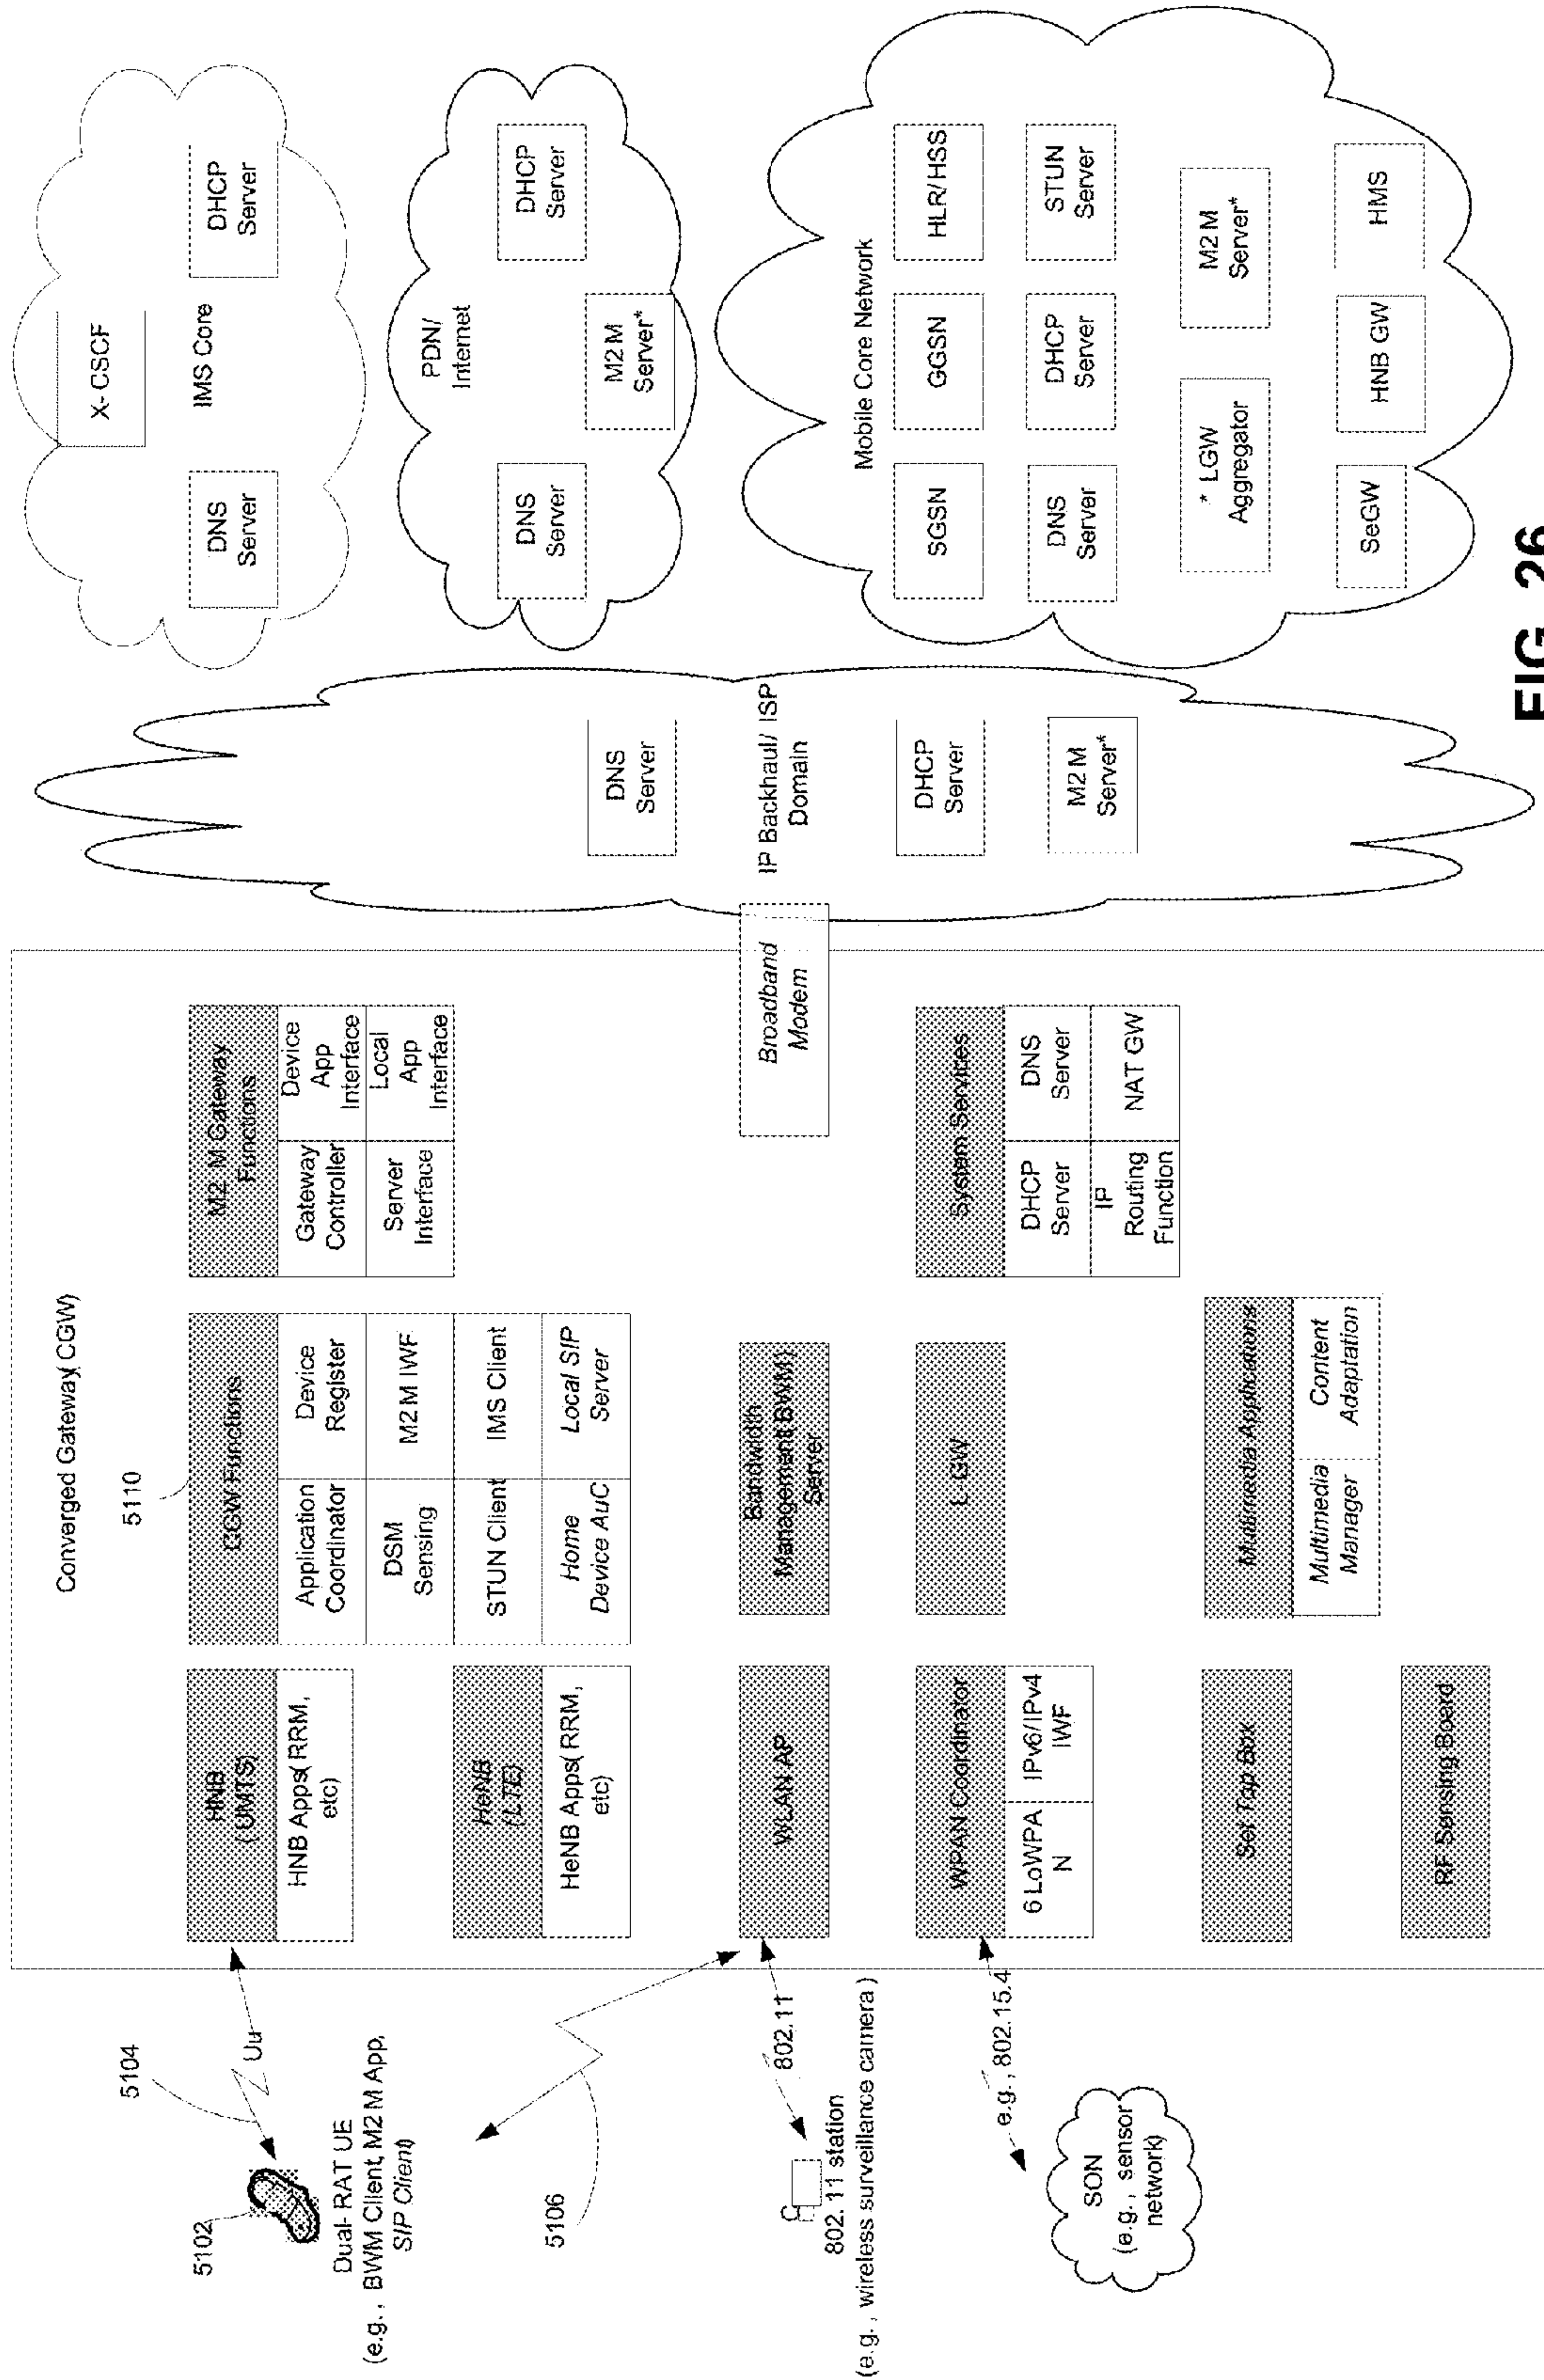 Converged Gateway( CGW)
5102
5104
Uu
Dual- RAT UE
(e.g. , BWM Client, M2M App,
SIP Client)
5106
802.11
802.11 station
(e.g. , wireless surveillance camera )
e.g. , 802.15.4
SON
(e.g. , sensor
network)
HNB
( UMTS)
HNB Apps( RRM,
etc)
HeNB
( LTE)
HeNB Apps( RRM,
etc)
WLAN AP
WPAN Coordinator
6 LoWPA
N
IPv6/IPv4
IWF
Set Top Box
RF Sensing Board
5110
CGW Functions
Application
Coordinator
Device
Register
DSM
Sensing
M2M IWF
STUN Client
IMS Client
Home
Device AuC
Local SIP
Server
Bandwidth
Management( BWM)
Server
L-GW
Multimedia Applications
Multimedia
Manager
Content
Adaptation
M2 M Gateway
Functions
Gateway
Controller
Device
App
Interface
Server
Interface
Local
App
Interface
Broadband
Modem
System Services
DHCP
Server
DNS
Server
IP
Routing
Function
NAT GW
DNS
Server
IP Backhaul/ ISP
Domain
DHCP
Server
M2 M
Server*
X- CSCF
IMS Core
DNS
Server
DHCP
Server
PDN/
Internet
DNS
Server
DHCP
Server
M2 M
Server*
Mobile Core Network
SGSN
GGSN
HLR/HSS
DNS
Server
DHCP
Server
STUN
Server
* LGW
Aggregator
M2 M
Server*
SeGW
HNB GW
HMS
FIG. 26